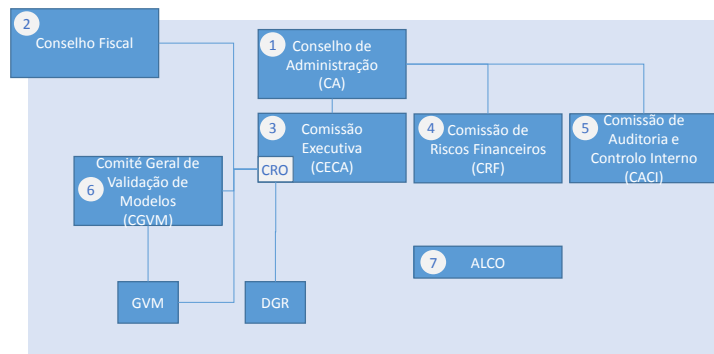 2
Conselho Fiscal
1
Conselho de
Administração
(CA)
3
Comissão
Executiva
(CECA)
CRO
4
Comissão de
Riscos Financeiros
(CRF)
5
Comissão de
Auditoria e
Controlo Interno
(CACI)
6
Comité Geral de
Validação de
Modelos
(CGVM)
7
ALCO
GVM
DGR